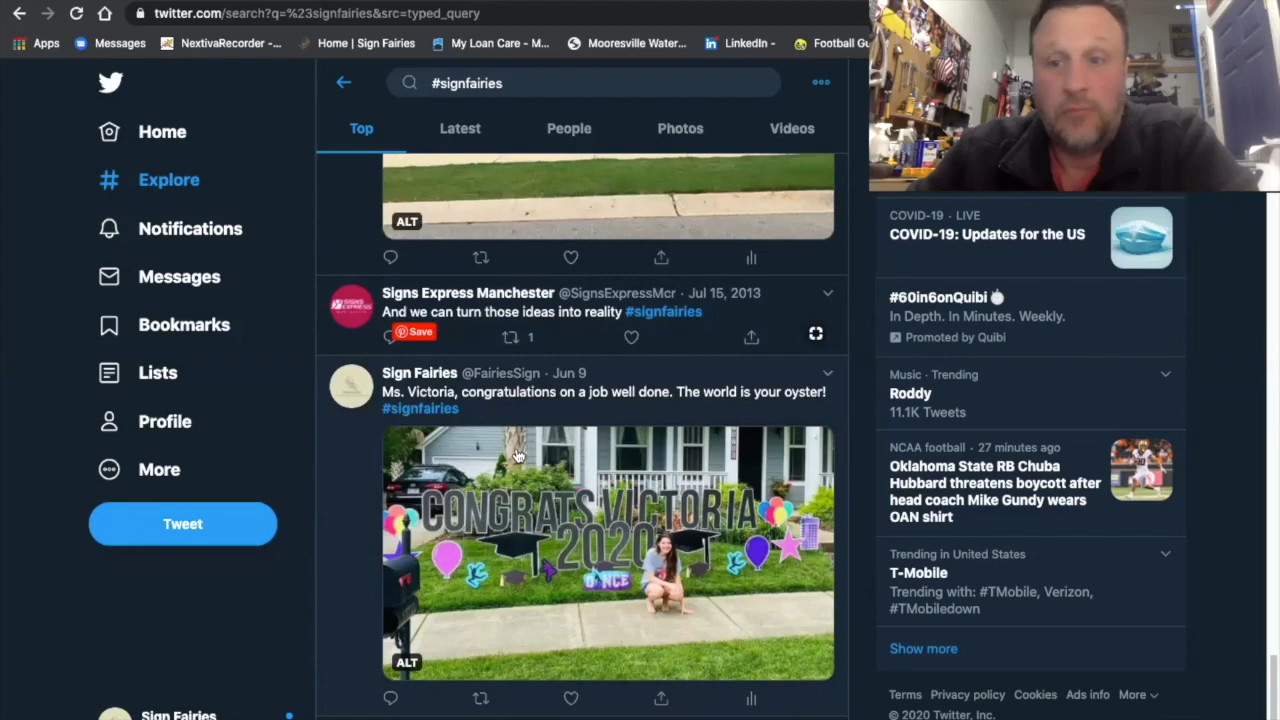 twitter.com/search?q=%23signfairies&src=typed_query
Apps Messages NextivaRecorder -... Home | Sign Fairies My Loan Care - M... Mooresville Water... LinkedIn - Football Gu
#signfairies
Top Latest People Photos Videos
Home
Explore
Notifications
Messages
Bookmarks
Lists
Profile
More
Tweet
Sign Fairies
ALT
Signs Express Manchester @SignsExpressMcr · Jul 15, 2013
And we can turn those ideas into reality #signfairies
Save
1
Sign Fairies @FairiesSign · Jun 9
Ms. Victoria, congratulations on a job well done. The world is your oyster!
#signfairies
CONGRATS VICTORIA
2020
DANCE
ALT
COVID-19 · LIVE
COVID-19: Updates for the US
#60in6onQuibi
In Depth. In Minutes. Weekly.
Promoted by Quibi
Music · Trending
Roddy
11.1K Tweets
NCAA football · 27 minutes ago
Oklahoma State RB Chuba
Hubbard threatens boycott after
head coach Mike Gundy wears
OAN shirt
Trending in United States
T-Mobile
Trending with: #TMobile, Verizon,
#TMobiledown
Show more
Terms Privacy policy Cookies Ads info More
© 2020 Twitter, Inc.